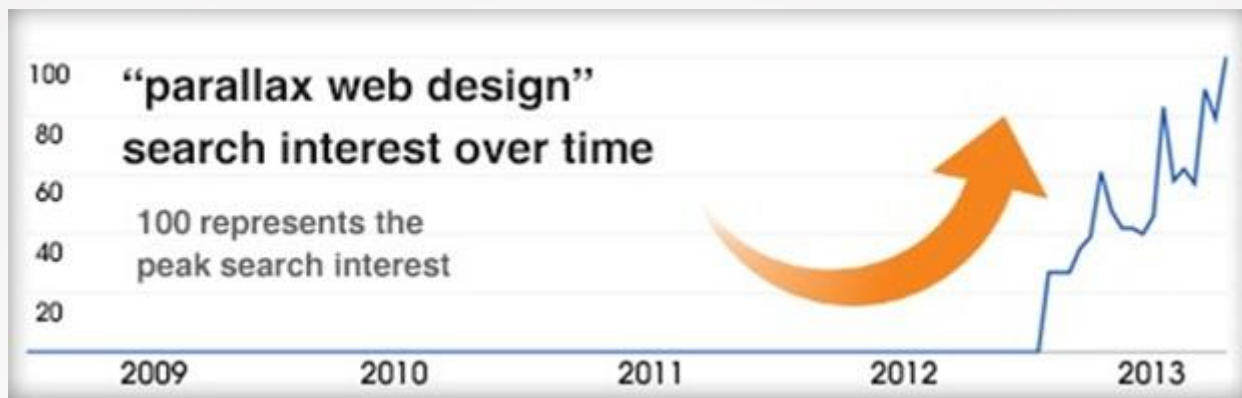 “parallax web design”
search interest over time
100 represents the
peak search interest
100
80
60
40
20
2009 2010 2011 2012 2013